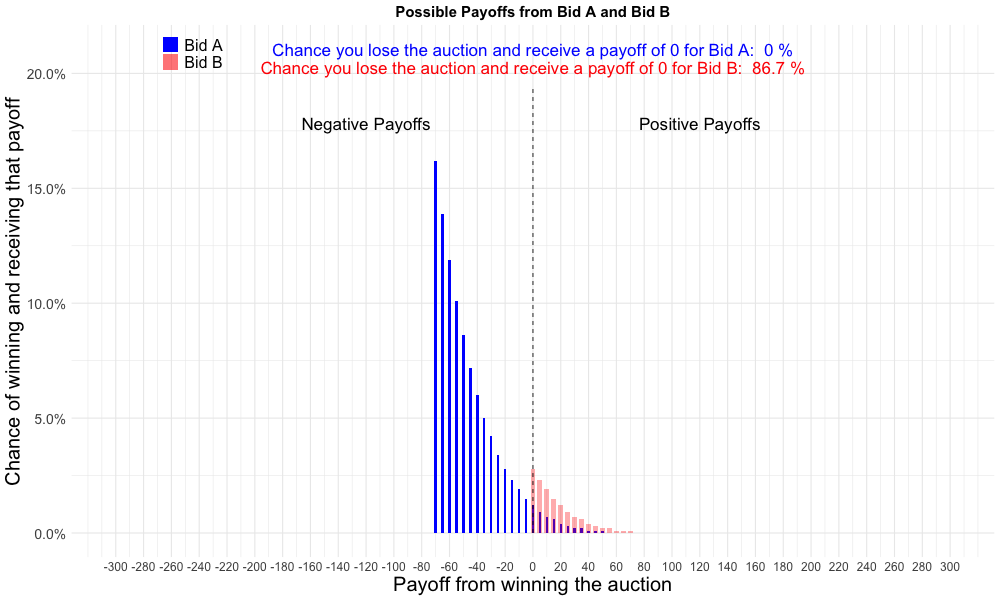 Possible Payoffs from Bid A and Bid B
Bid A
Bid B
Chance you lose the auction and receive a payoff of 0 for Bid A:  0 %
Chance you lose the auction and receive a payoff of 0 for Bid B:  86.7 %
Negative Payoffs
Positive Payoffs
Chance of winning and receiving that payoff
20.0%
15.0%
10.0%
5.0%
0.0%
-300 -280 -260 -240 -220 -200 -180 -160 -140 -120 -100 -80 -60 -40 -20 0 20 40 60 80 100 120 140 160 180 200 220 240 260 280 300
Payoff from winning the auction